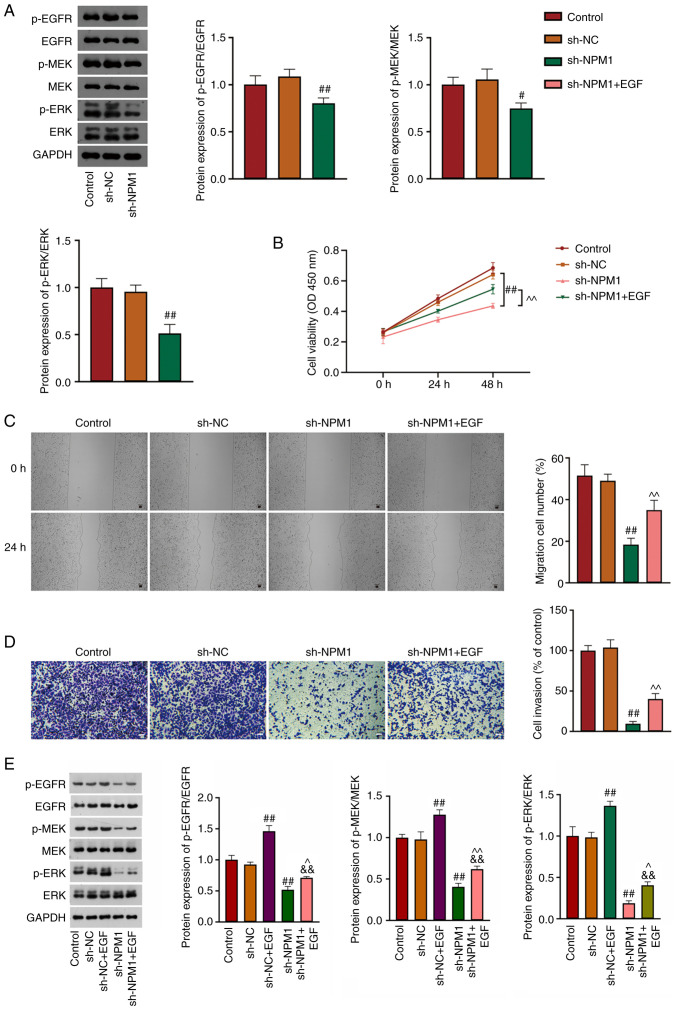 A
p-EGFR
EGFR
p-MEK
MEK
p-ERK
ERK
GAPDH
Control
sh-NC
sh-NPM1
Protein expression of p-EGFR/EGFR
1.5
1.0
0.5
0.0
##
Protein expression of p-MEK/MEK
1.5
1.0
0.5
0.0
#
Control
sh-NC
sh-NPM1
sh-NPM1+EGF
Protein expression of p-ERK/ERK
1.5
1.0
0.5
0.0
##
B
Cell viability (OD 450 nm)
1.0
0.8
0.6
0.4
0.2
0.0
0 h
24 h
48 h
##
^^
Control
sh-NC
sh-NPM1
sh-NPM1+EGF
C
Control
sh-NC
sh-NPM1
sh-NPM1+EGF
0 h
24 h
Migration cell number (%)
60
40
20
0
##
^^
D
Control
sh-NC
sh-NPM1
sh-NPM1+EGF
Cell invasion (% of control)
150
100
50
0
##
^^
E
p-EGFR
EGFR
p-MEK
MEK
p-ERK
ERK
GAPDH
Control
sh-NC
sh-NC+EGF
sh-NPM1
sh-NPM1+EGF
Protein expression of p-EGFR/EGFR
2.0
1.5
1.0
0.5
0.0
##
##
^
&&
Control
sh-NC
sh-NC+EGF
sh-NPM1
sh-NPM1+
EGF
Protein expression of p-MEK/MEK
1.5
1.0
0.5
0.0
##
##
^^
&&
Control
sh-NC
sh-NC+EGF
sh-NPM1
sh-NPM1+
EGF
Protein expression of p-ERK/ERK
1.5
1.0
0.5
0.0
##
##
^
&&
Control
sh-NC
sh-NC+EGF
sh-NPM1
sh-NPM1+
EGF